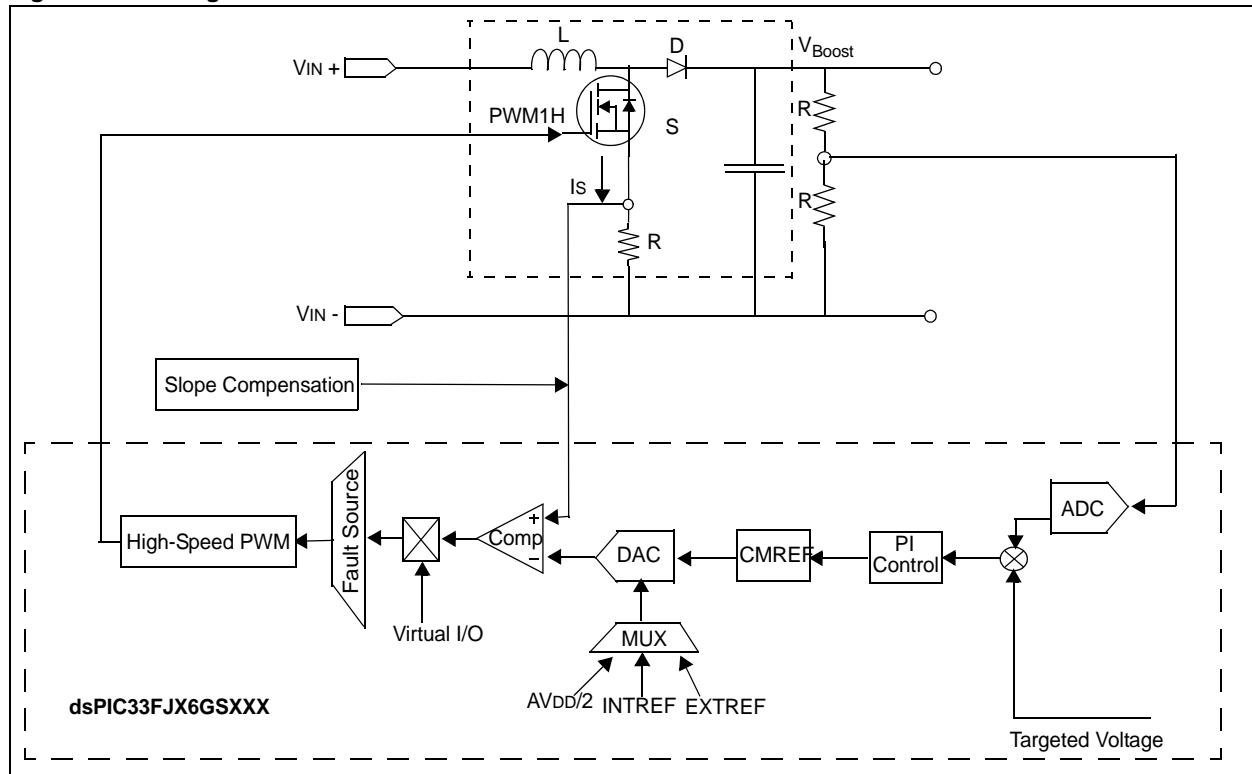 L
D
VBoost
VIN +
R
PWM1H
S
IS
R
R
VIN -
Slope Compensation
Fault Source
ADC
+
High-Speed PWM
Comp
DAC
CMREF
PI
Control
–
Virtual I/O
MUX
AVDD/2
INTREF
EXTREF
dsPIC33FJX6GSXXX
Targeted Voltage